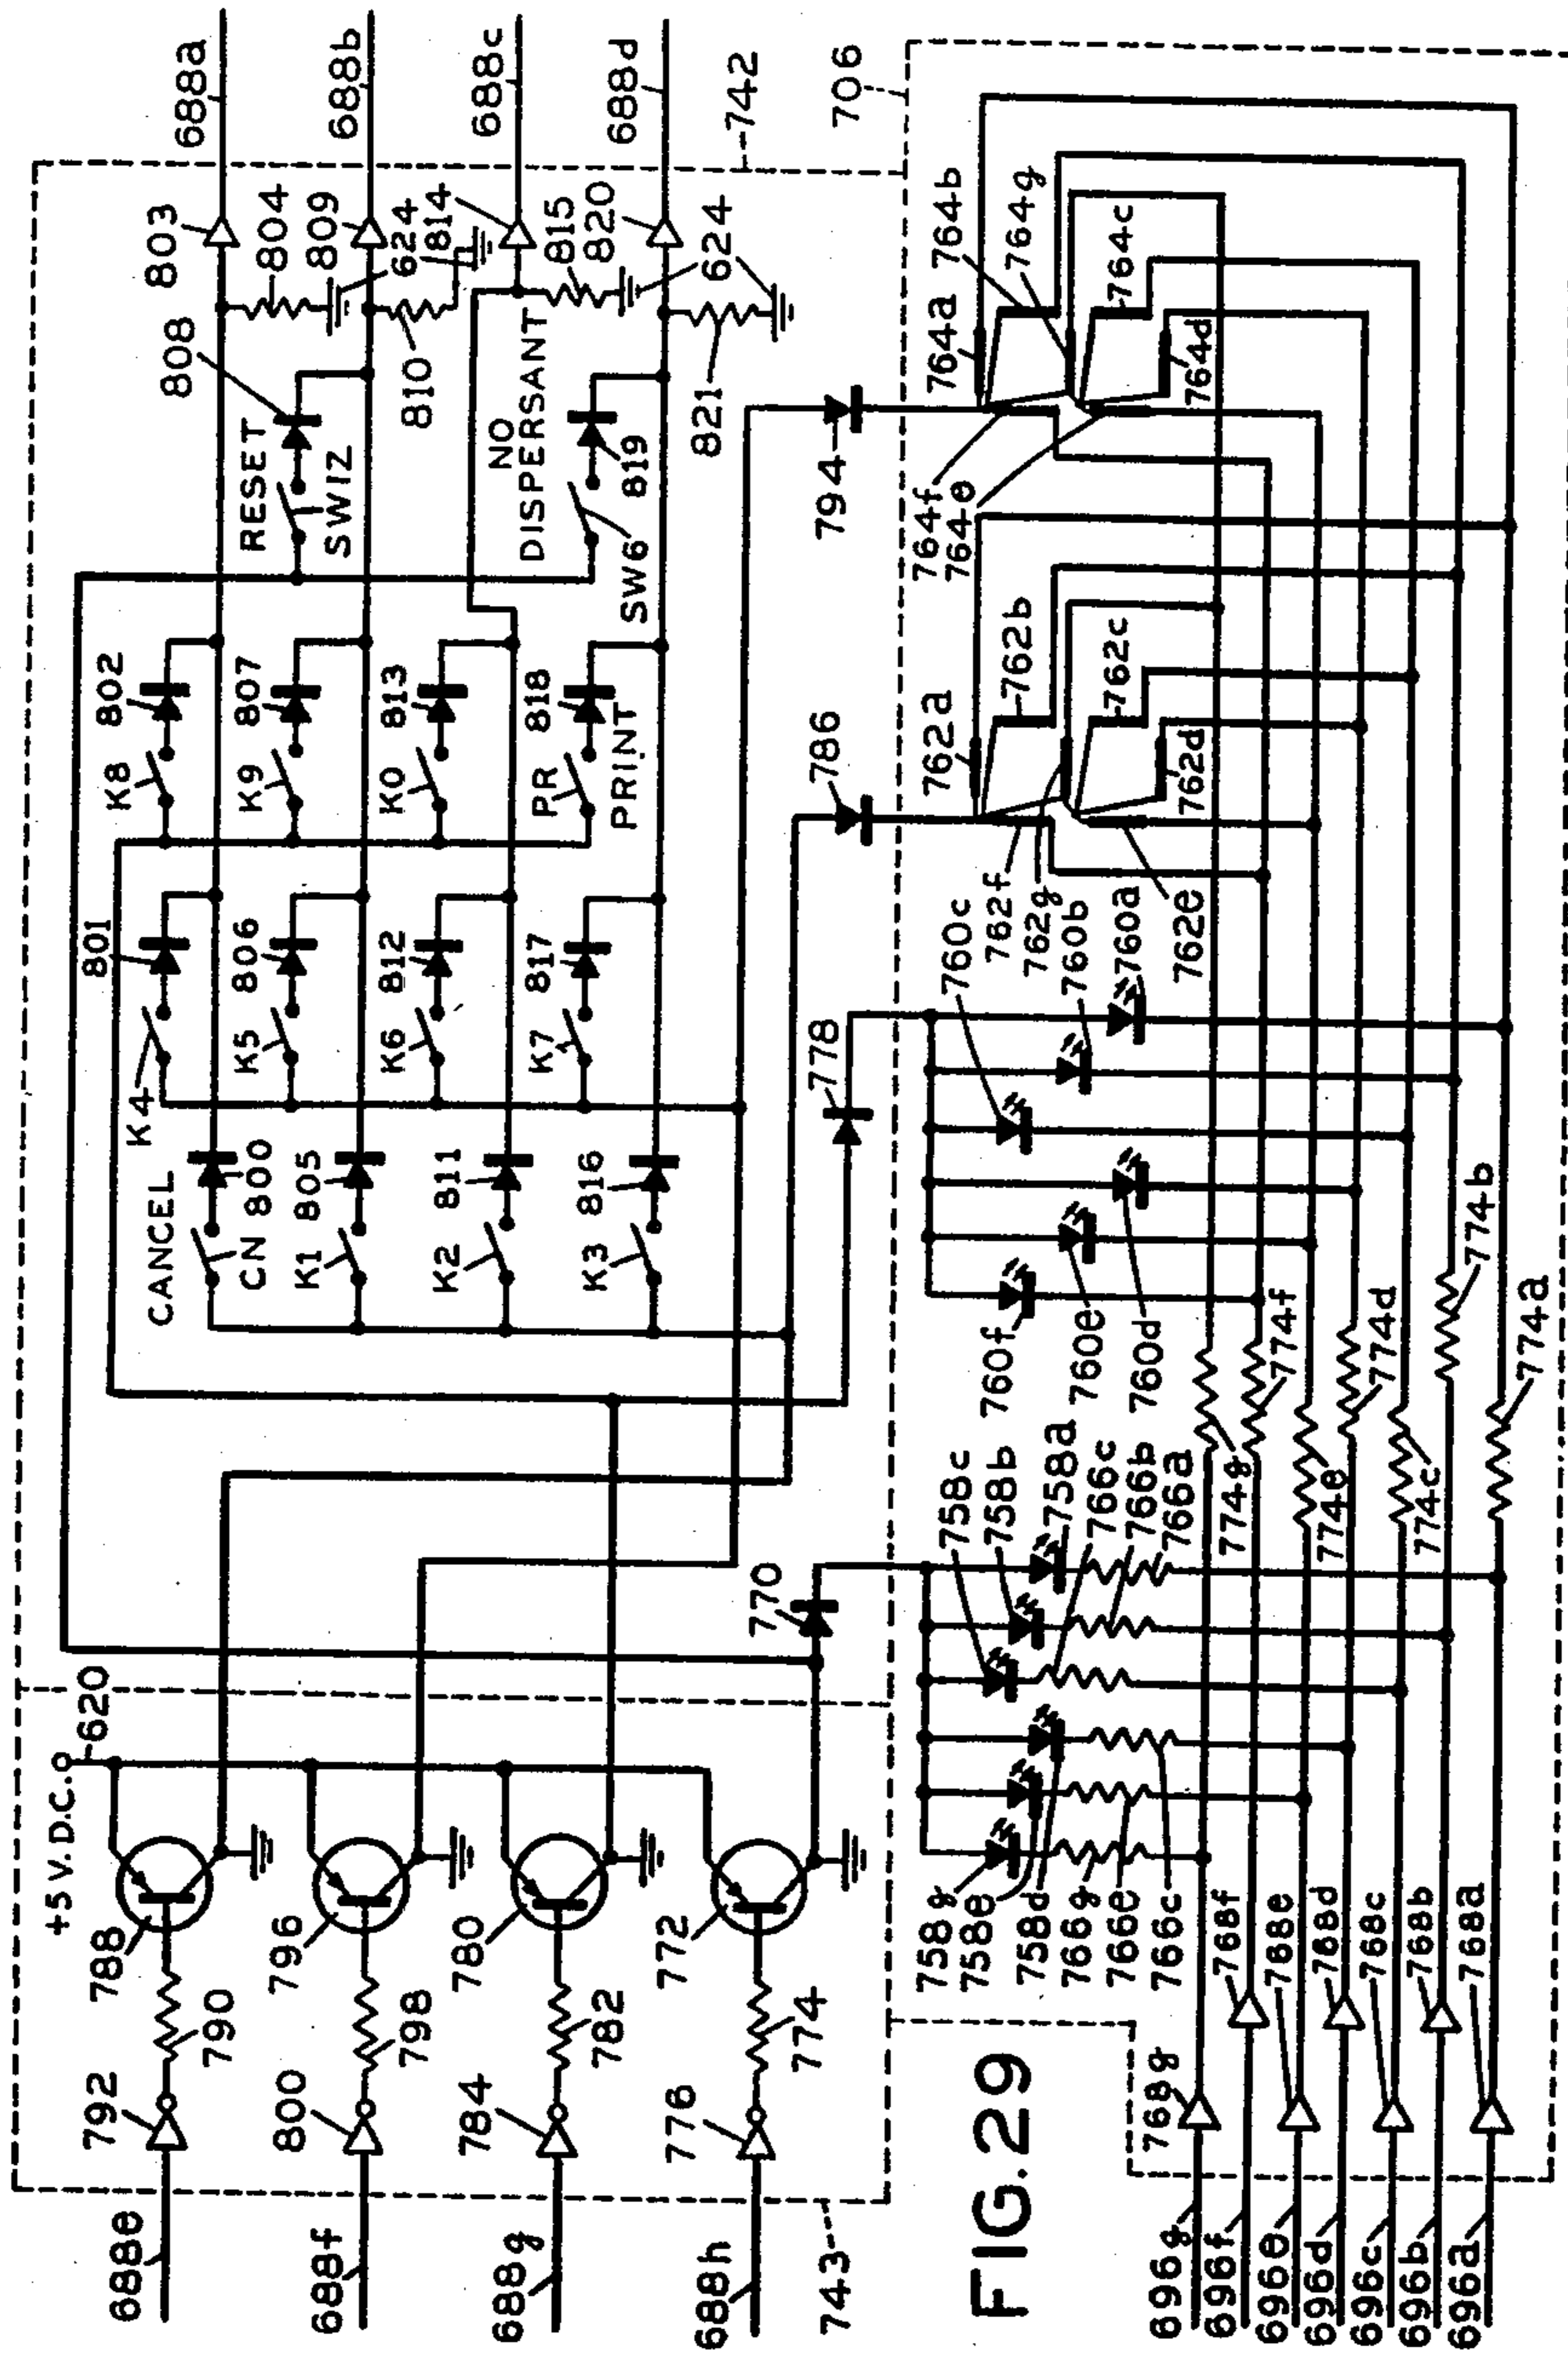 688e
792
790
788
+5 V.D.C.
620
688f
800
798
796
688g
784
782
780
688h
776
774
772
743
770
778
786
794
CANCEL
CN 800
K1 805
K2 811
K3 816
K4
801
K5 806
K6 812
K7 817
K8 802
K9 807
K0 813
PR 818
PRINT
RESET
SW1Z
808
NO
DISPERSANT
SW6 819
803
804
809
624
814
810
815
820
624
821
688a
688b
688c
688d
742
706
FIG.29
696g
696f
696e
696d
696c
696b
696a
768g
768f
768e
768d
768c
768b
768a
758g
758e
758d
766g
766e
766c
758c
758b
758a
766c
766b
766a
774g
774f
774e
774d
774c
774b
774a
760f
760e
760d
760c
762f
762g
760b
760a
762e
762a
762b
762c
762d
764f
764e
764a
764b
764g
764c
764d